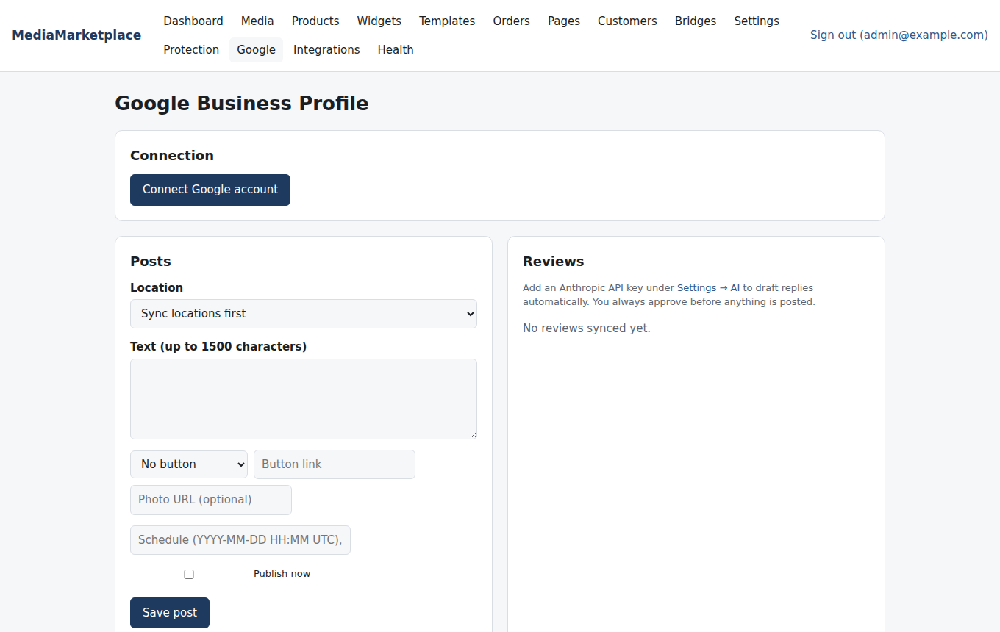 MediaMarketplace
Dashboard Media Products Widgets Templates Orders Pages Customers Bridges Settings
Protection Google Integrations Health
Sign out (admin@example.com)
Google Business Profile
Connection
Connect Google account
Posts
Location
Sync locations first
Text (up to 1500 characters)
No button
Button link
Photo URL (optional)
Schedule (YYYY-MM-DD HH:MM UTC),
Publish now
Save post
Reviews
Add an Anthropic API key under Settings → AI to draft replies
automatically. You always approve before anything is posted.
No reviews synced yet.